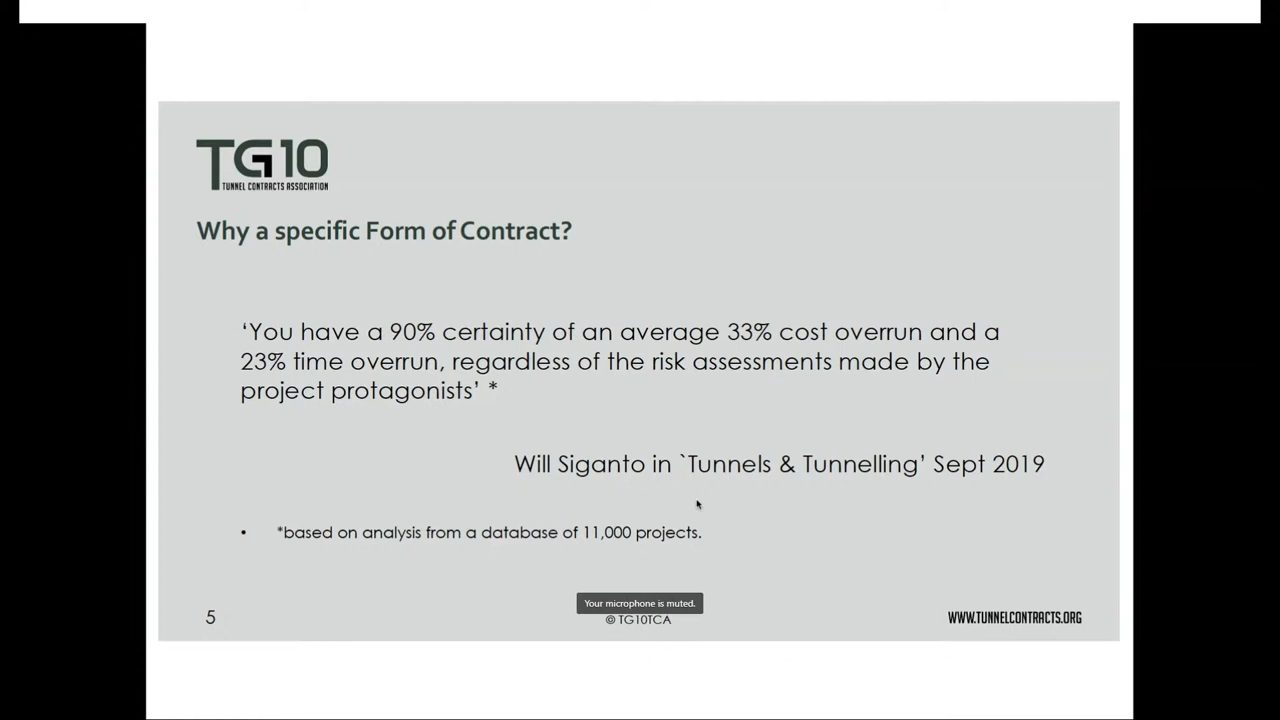 TG10
TUNNEL CONTRACTS ASSOCIATION
Why a specific Form of Contract?
‘You have a 90% certainty of an average 33% cost overrun and a
23% time overrun, regardless of the risk assessments made by the
project protagonists’ *
Will Siganto in `Tunnels & Tunnelling’ Sept 2019
• *based on analysis from a database of 11,000 projects.
Your microphone is muted.
5
© TG10TCA
WWW.TUNNELCONTRACTS.ORG